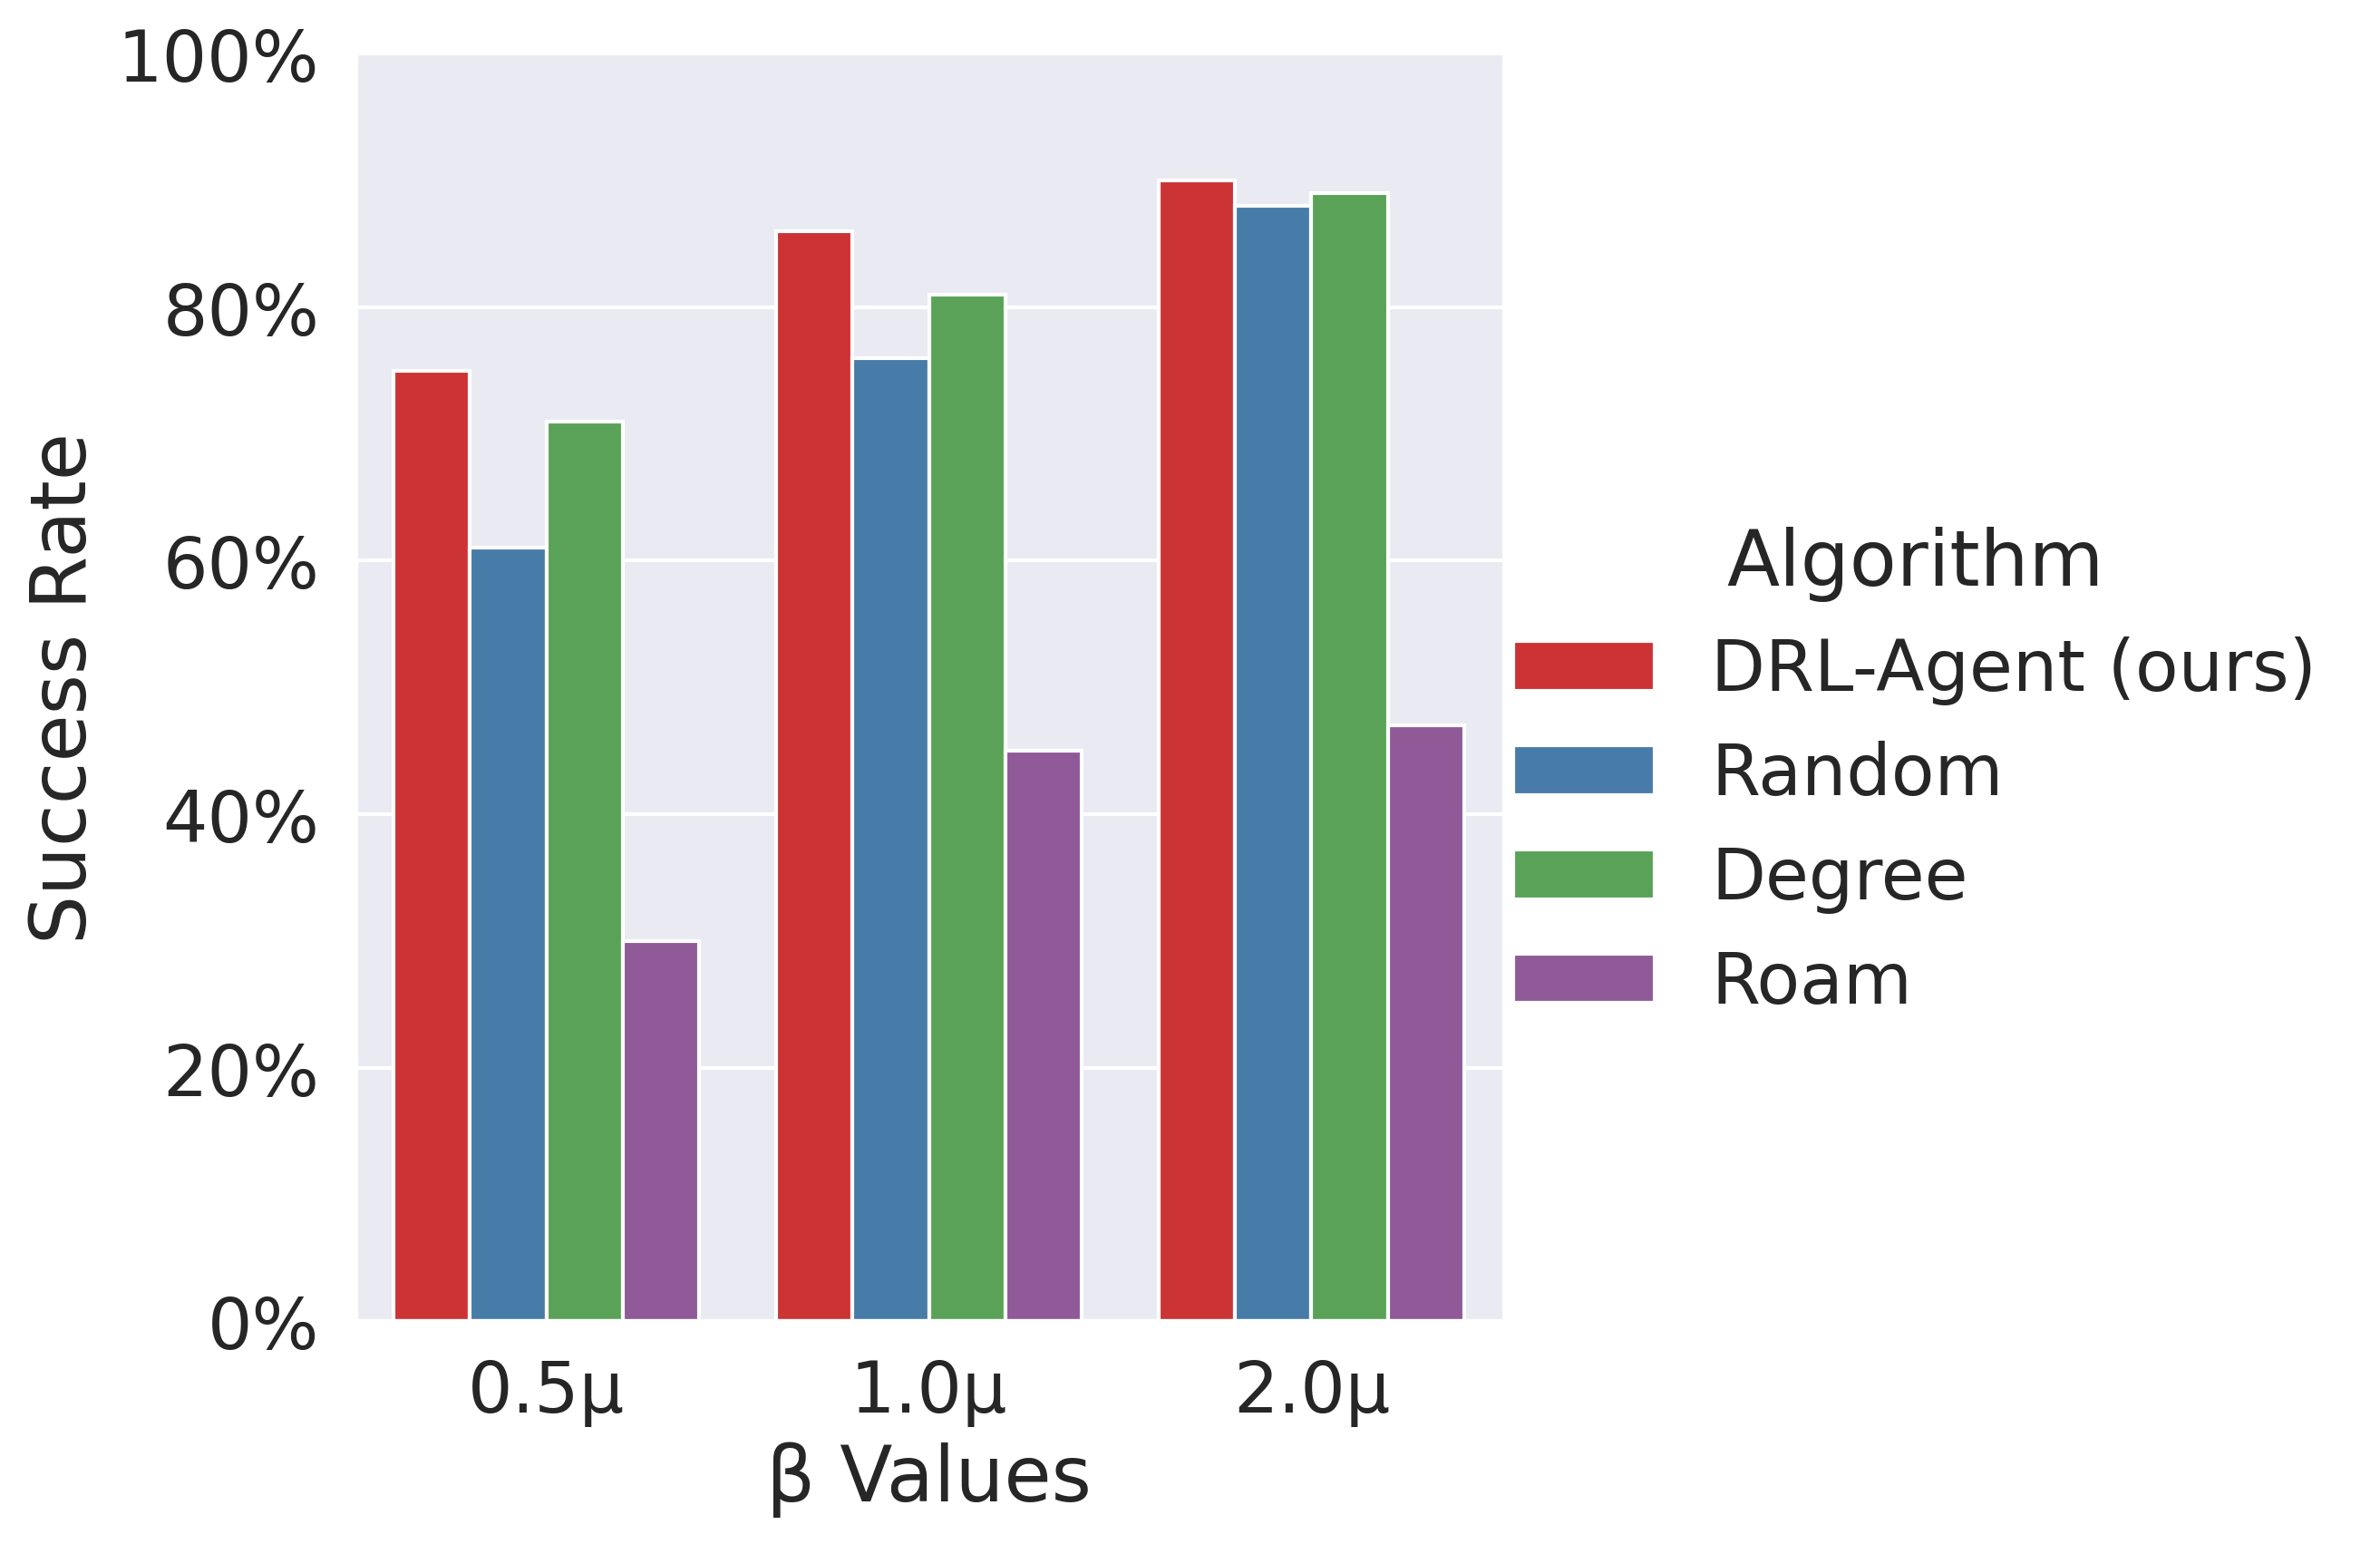 100%
80%
60%
40%
20%
0%
Success Rate
0.5μ
1.0μ
2.0μ
β Values
Algorithm
DRL-Agent (ours)
Random
Degree
Roam